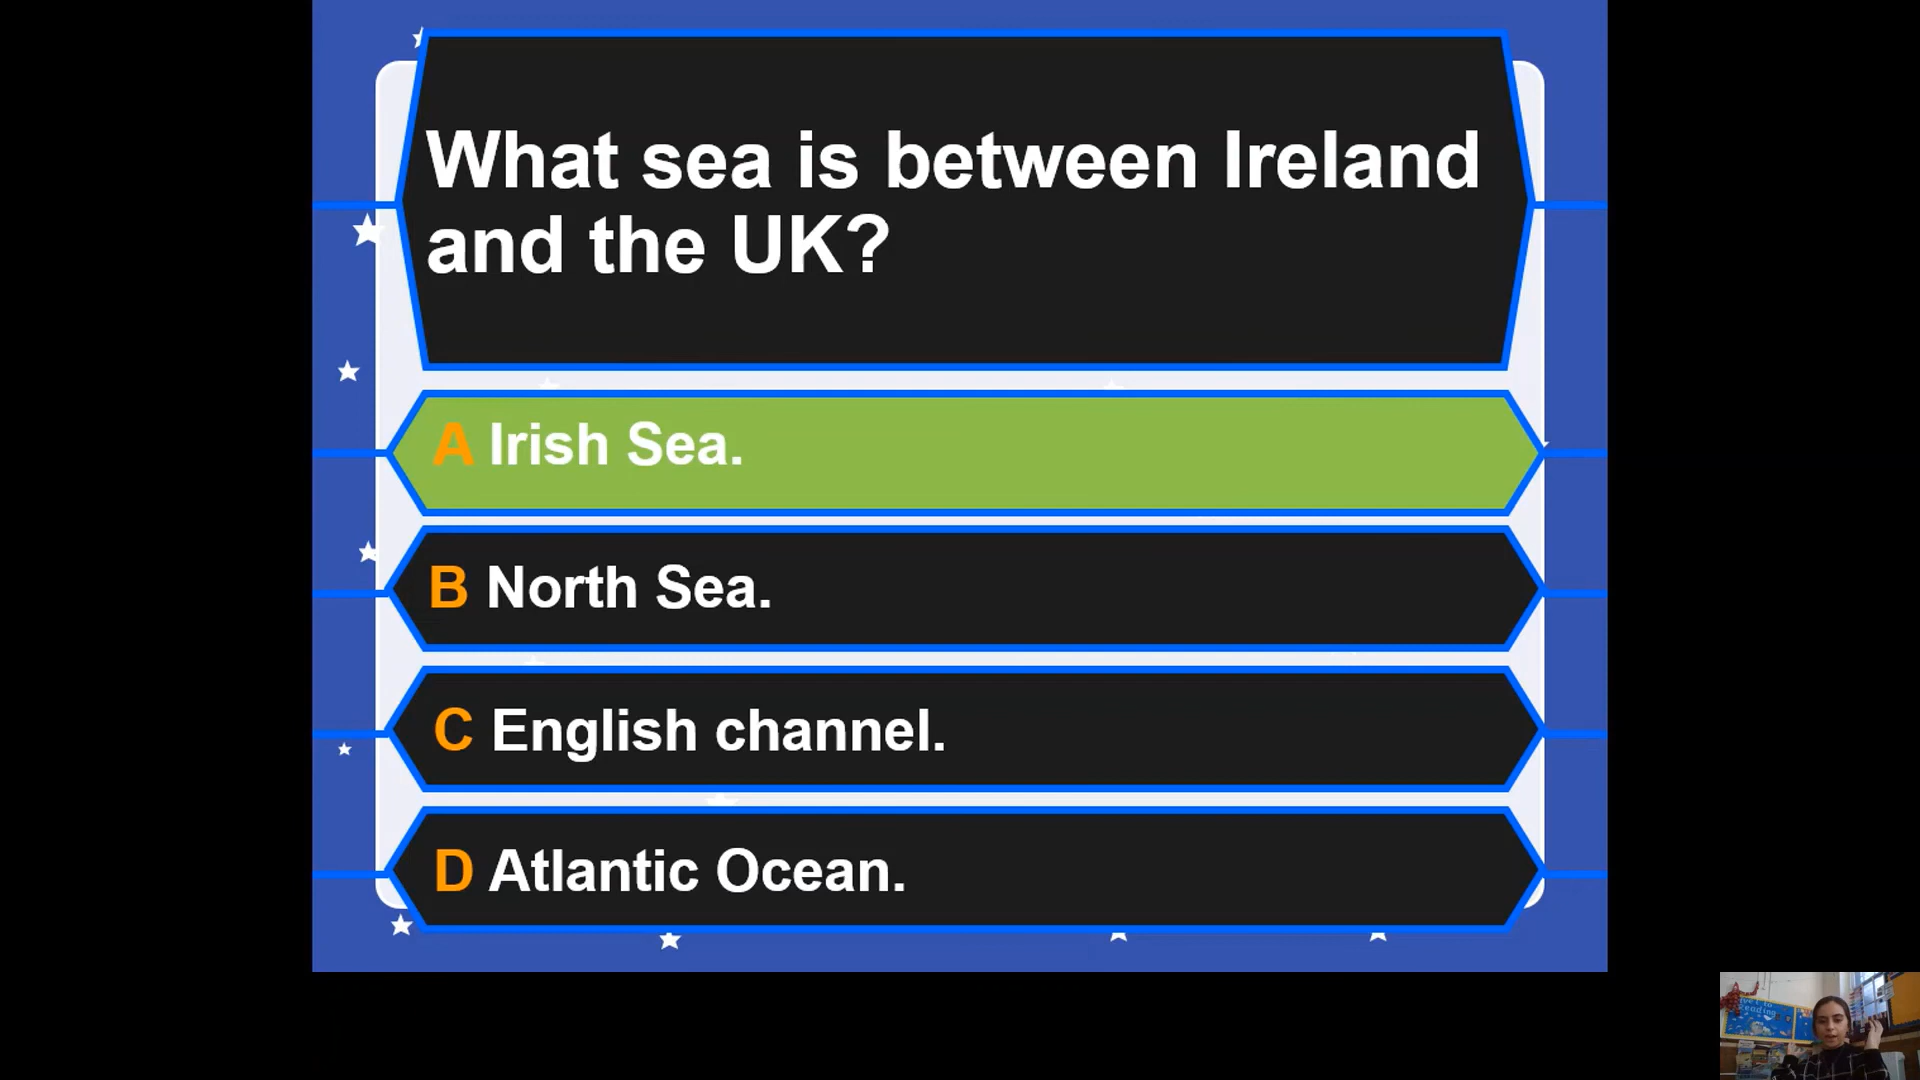 What sea is between Ireland
and the UK?
A Irish Sea.
B North Sea.
C English channel.
D Atlantic Ocean.